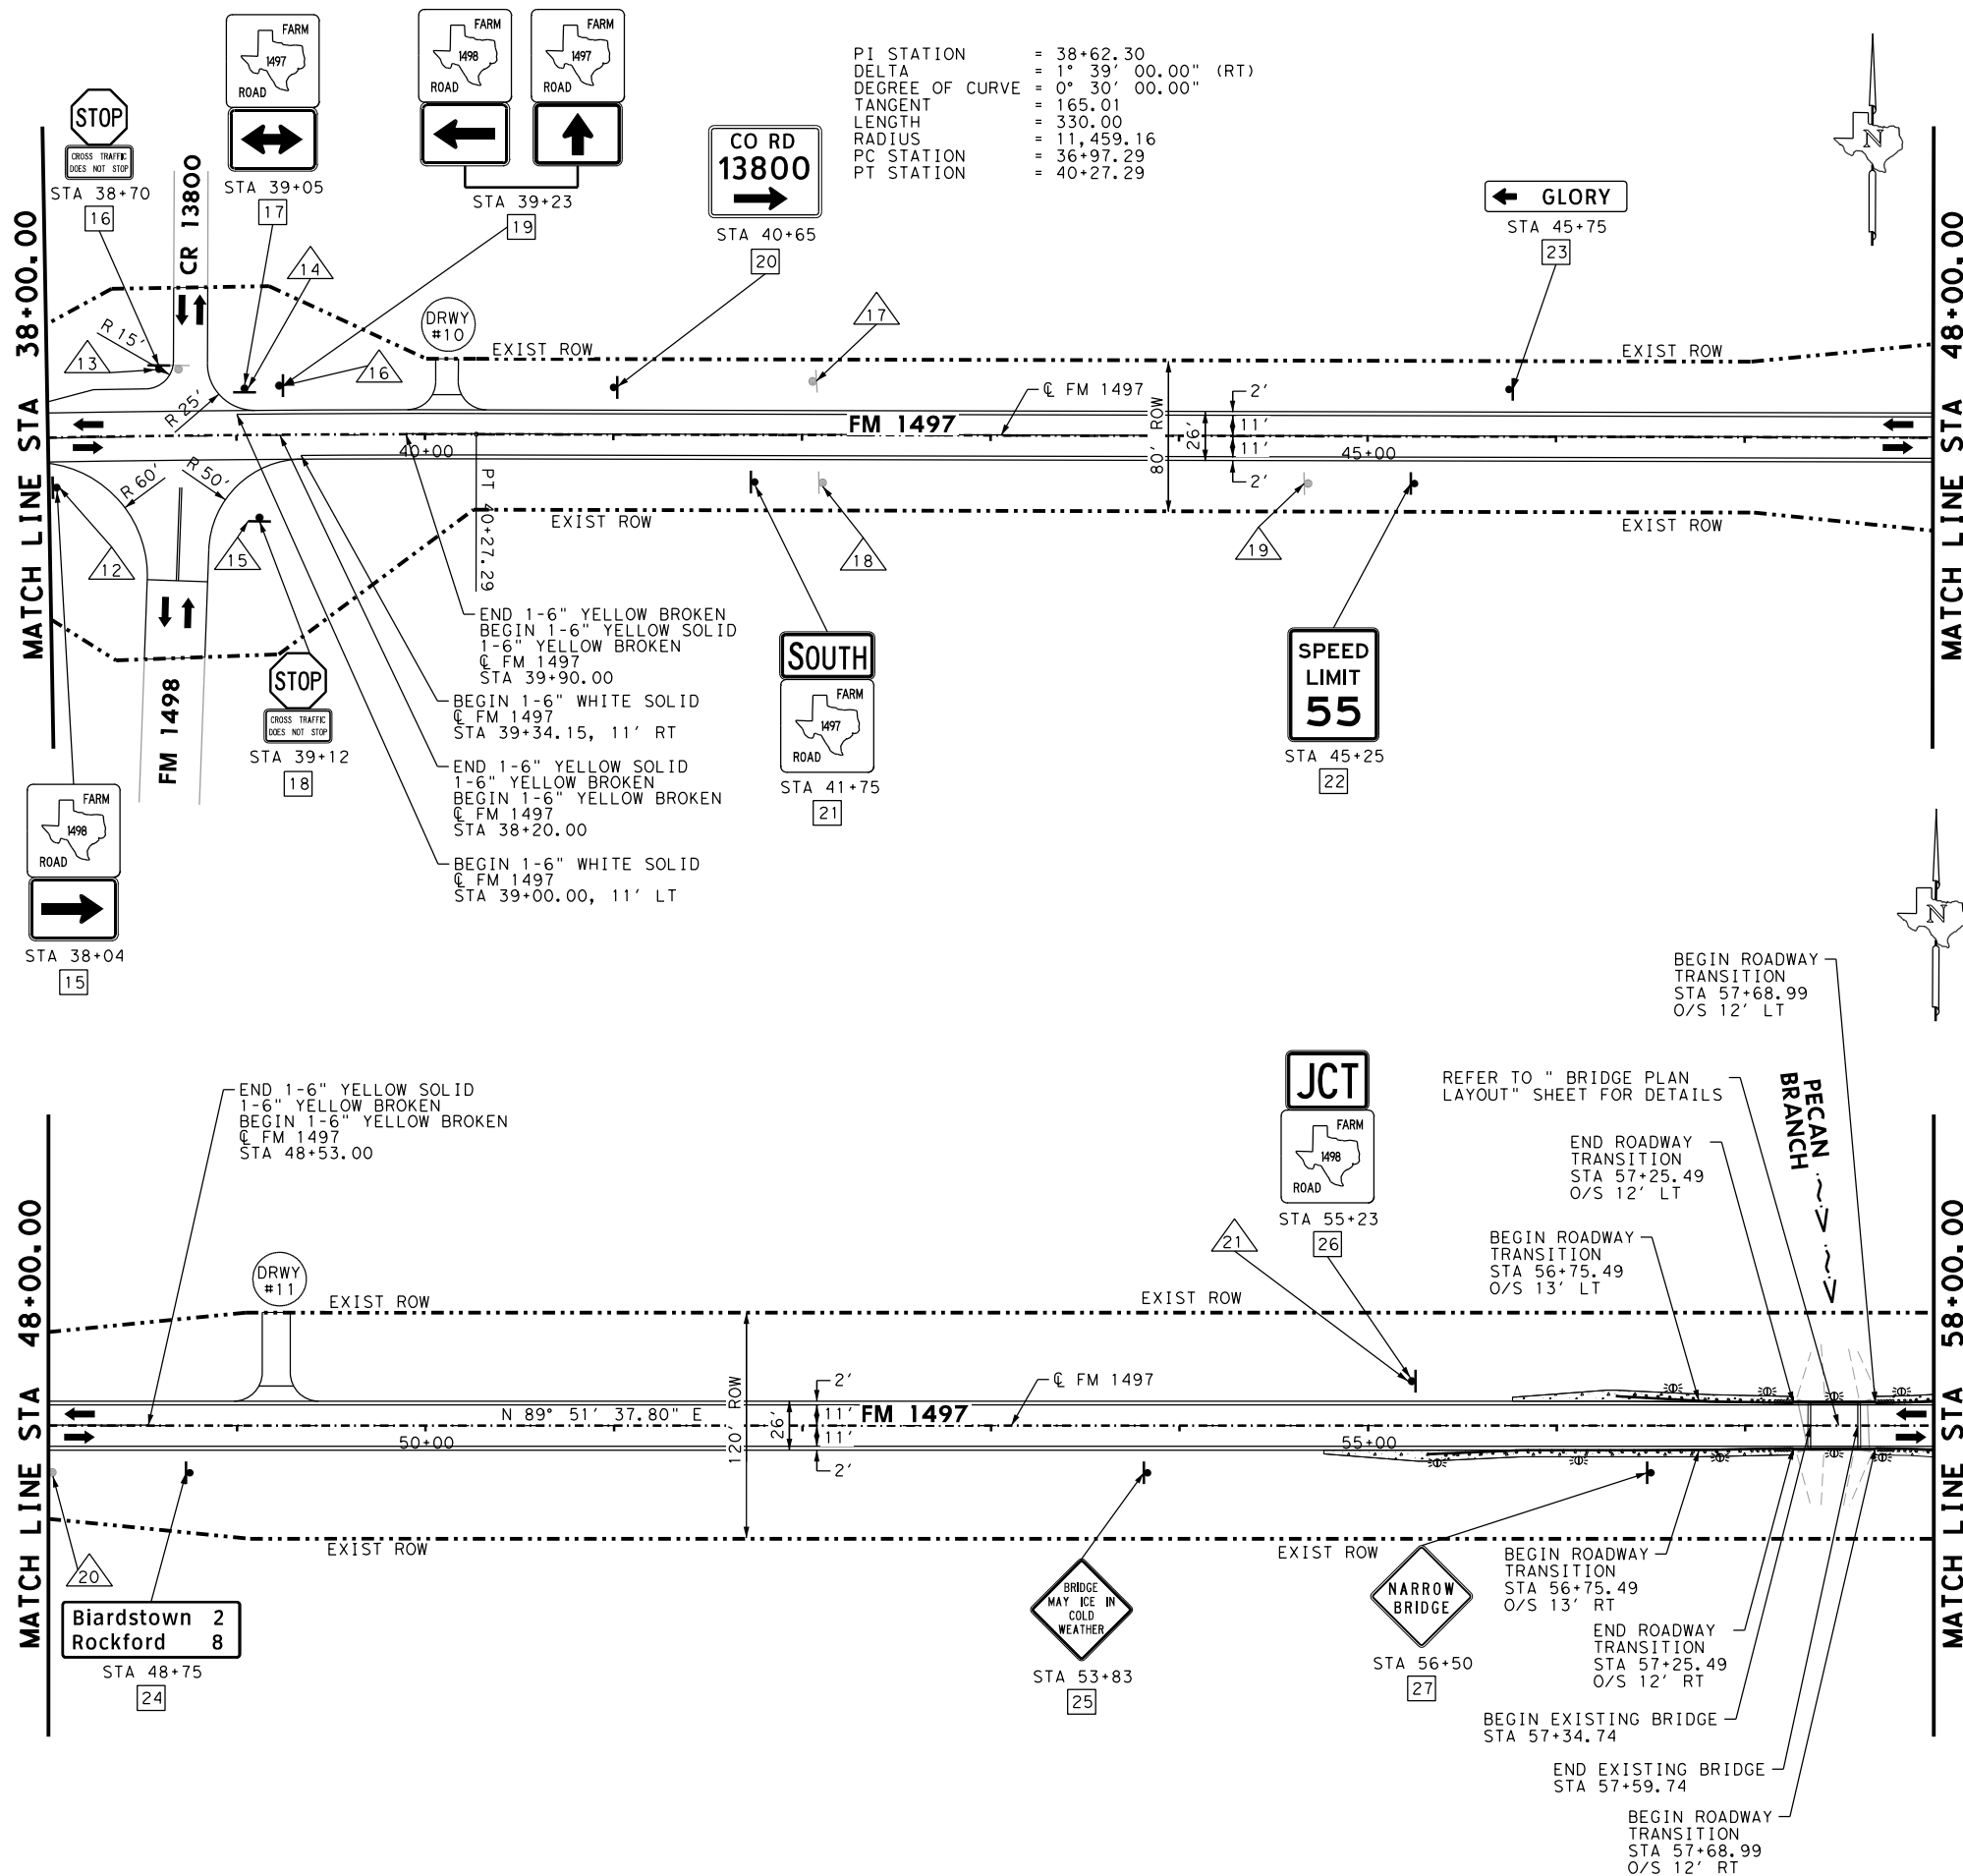 FARM
1497
ROAD
FARM
1498
ROAD
FARM
1497
ROAD
STOP
CROSS TRAFFIC
DOES NOT STOP
STA 38+70
16
STA 39+05
17
STA 39+23
19
CO RD
13800
STA 40+65
20
PI STATION = 38+62.30
DELTA = 1° 39' 00.00" (RT)
DEGREE OF CURVE = 0° 30' 00.00"
TANGENT = 165.01
LENGTH = 330.00
RADIUS = 11,459.16
PC STATION = 36+97.29
PT STATION = 40+27.29
GLORY
STA 45+75
23
N
MATCH LINE STA 38+00.00
CR 13800
14
13
R 15'
R 25'
16
DRWY
#10
EXIST ROW
17
℄ FM 1497
EXIST ROW
MATCH LINE STA 48+00.00
FM 1497
40+00
45+00
80' ROW
26'
2'
11'
11'
2'
R 60'
R 50'
12
15
PT 40+27.29
EXIST ROW
18
19
EXIST ROW
FM 1498
STOP
CROSS TRAFFIC
DOES NOT STOP
STA 39+12
18
END 1-6" YELLOW BROKEN
BEGIN 1-6" YELLOW SOLID
1-6" YELLOW BROKEN
℄ FM 1497
STA 39+90.00
BEGIN 1-6" WHITE SOLID
℄ FM 1497
STA 39+34.15, 11' RT
END 1-6" YELLOW SOLID
1-6" YELLOW BROKEN
BEGIN 1-6" YELLOW BROKEN
℄ FM 1497
STA 38+20.00
BEGIN 1-6" WHITE SOLID
℄ FM 1497
STA 39+00.00, 11' LT
SOUTH
FARM
1497
ROAD
STA 41+75
21
SPEED
LIMIT
55
STA 45+25
22
FARM
1498
ROAD
STA 38+04
15
N
BEGIN ROADWAY
TRANSITION
STA 57+68.99
O/S 12' LT
END 1-6" YELLOW SOLID
1-6" YELLOW BROKEN
BEGIN 1-6" YELLOW BROKEN
℄ FM 1497
STA 48+53.00
JCT
FARM
1498
ROAD
STA 55+23
26
REFER TO " BRIDGE PLAN
LAYOUT" SHEET FOR DETAILS
PECAN
BRANCH
END ROADWAY
TRANSITION
STA 57+25.49
O/S 12' LT
BEGIN ROADWAY
TRANSITION
STA 56+75.49
O/S 13' LT
MATCH LINE STA 48+00.00
DRWY
#11
EXIST ROW
21
EXIST ROW
MATCH LINE STA 58+00.00
N 89° 51' 37.80" E
50+00
120' ROW
26'
2'
11'
11'
2'
FM 1497
℄ FM 1497
55+00
20
EXIST ROW
EXIST ROW
Biardstown 2
Rockford 8
STA 48+75
24
BRIDGE
MAY ICE IN
COLD
WEATHER
STA 53+83
25
NARROW
BRIDGE
STA 56+50
27
BEGIN ROADWAY
TRANSITION
STA 56+75.49
O/S 13' RT
END ROADWAY
TRANSITION
STA 57+25.49
O/S 12' RT
BEGIN EXISTING BRIDGE
STA 57+34.74
END EXISTING BRIDGE
STA 57+59.74
BEGIN ROADWAY
TRANSITION
STA 57+68.99
O/S 12' RT